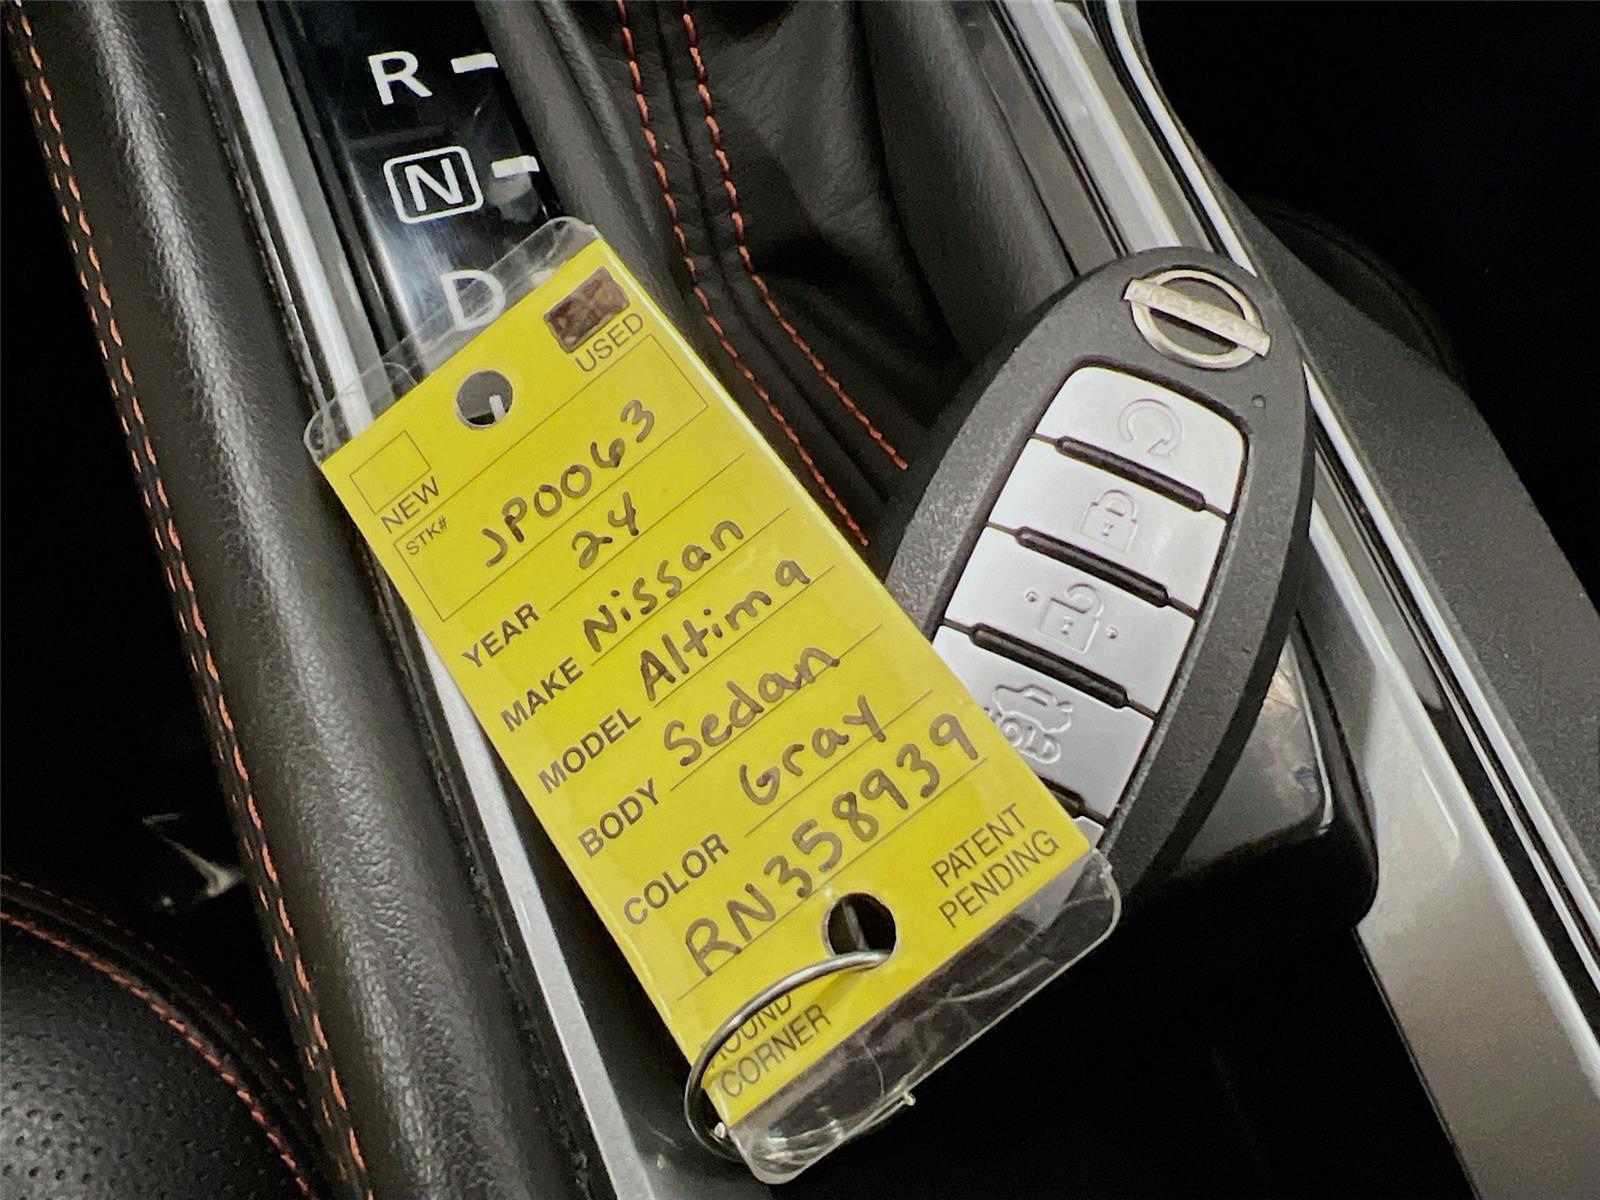 R
N
D
USED
NEW
STK# JP0063
YEAR 24
MAKE Nissan
MODEL Altima
BODY Sedan
COLOR Gray
RN358939
PATENT
PENDING
CORNER
NISSAN
HOLD